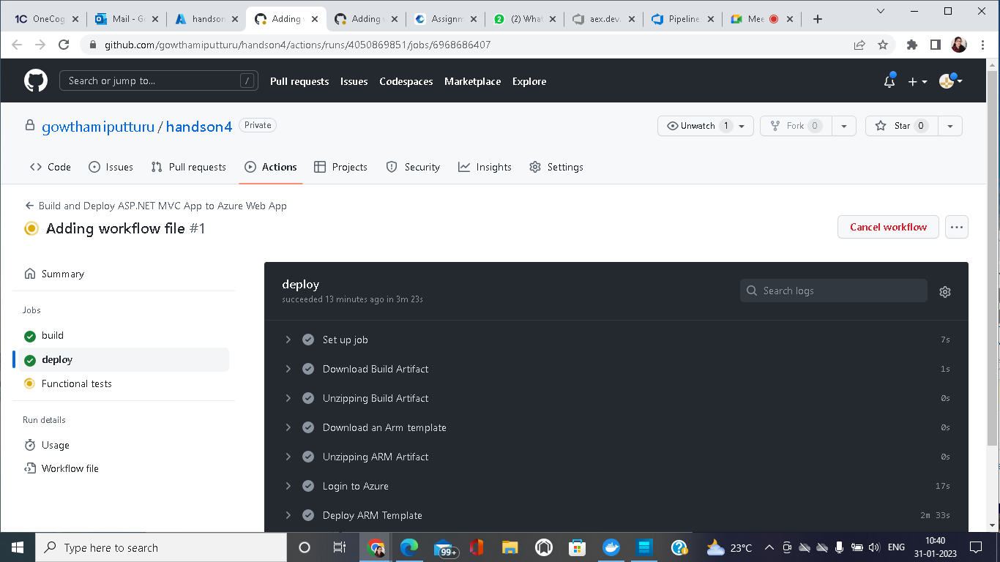 1C OneCog
Mail - G
handson
Adding
Adding
Assignm
(2) What
aex.dev.
Pipeline
Mee
github.com/gowthamiputturu/handson4/actions/runs/4050869851/jobs/6968686407
Search or jump to... /
Pull requests Issues Codespaces Marketplace Explore
gowthamiputturu / handson4 Private
Unwatch 1 Fork 0 Star 0
Code Issues Pull requests Actions Projects Security Insights Settings
Build and Deploy ASP.NET MVC App to Azure Web App
Adding workflow file #1
Cancel workflow
Summary
Jobs
build
deploy
Functional tests
Run details
Usage
Workflow file
deploy
succeeded 13 minutes ago in 3m 23s
Search logs
Set up job 7s
Download Build Artifact 1s
Unzipping Build Artifact 0s
Download an Arm template 0s
Unzipping ARM Artifact 0s
Login to Azure 17s
Deploy ARM Template 2m 33s
Type here to search
99+
23°C
ENG
10:40
31-01-2023